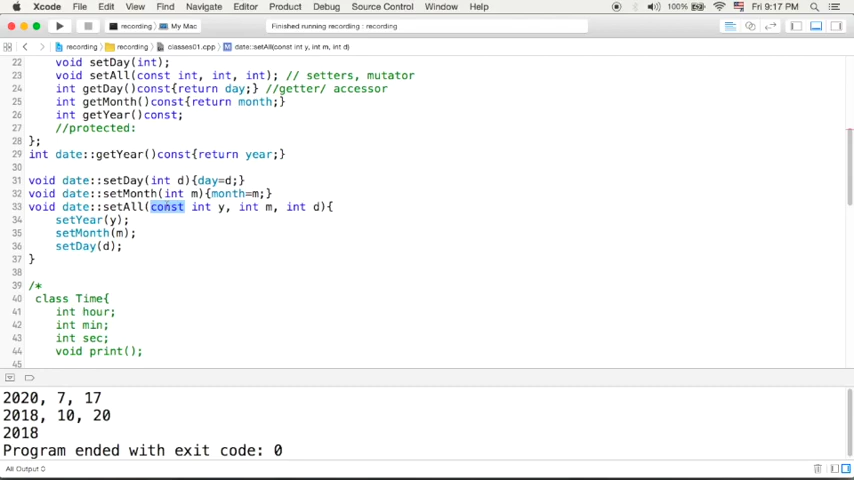 Xcode File Edit View Find Navigate Editor Product Debug Source Control Window Help 100% Fri 9:17 PM
recording My Mac Finished running recording : recording
recording recording classes01.cpp M date::setAll(const int y, int m, int d)
22 void setDay(int);
23 void setAll(const int, int, int); // setters, mutator
24 int getDay()const{return day;} //getter/ accessor
25 int getMonth()const{return month;}
26 int getYear()const;
27 //protected:
28 };
29 int date::getYear()const{return year;}
30
31 void date::setDay(int d){day=d;}
32 void date::setMonth(int m){month=m;}
33 void date::setAll(const int y, int m, int d){
34 setYear(y);
35 setMonth(m);
36 setDay(d);
37 }
38
39 /*
40 class Time{
41 int hour;
42 int min;
43 int sec;
44 void print();
45
2020, 7, 17
2018, 10, 20
2018
Program ended with exit code: 0
All Output